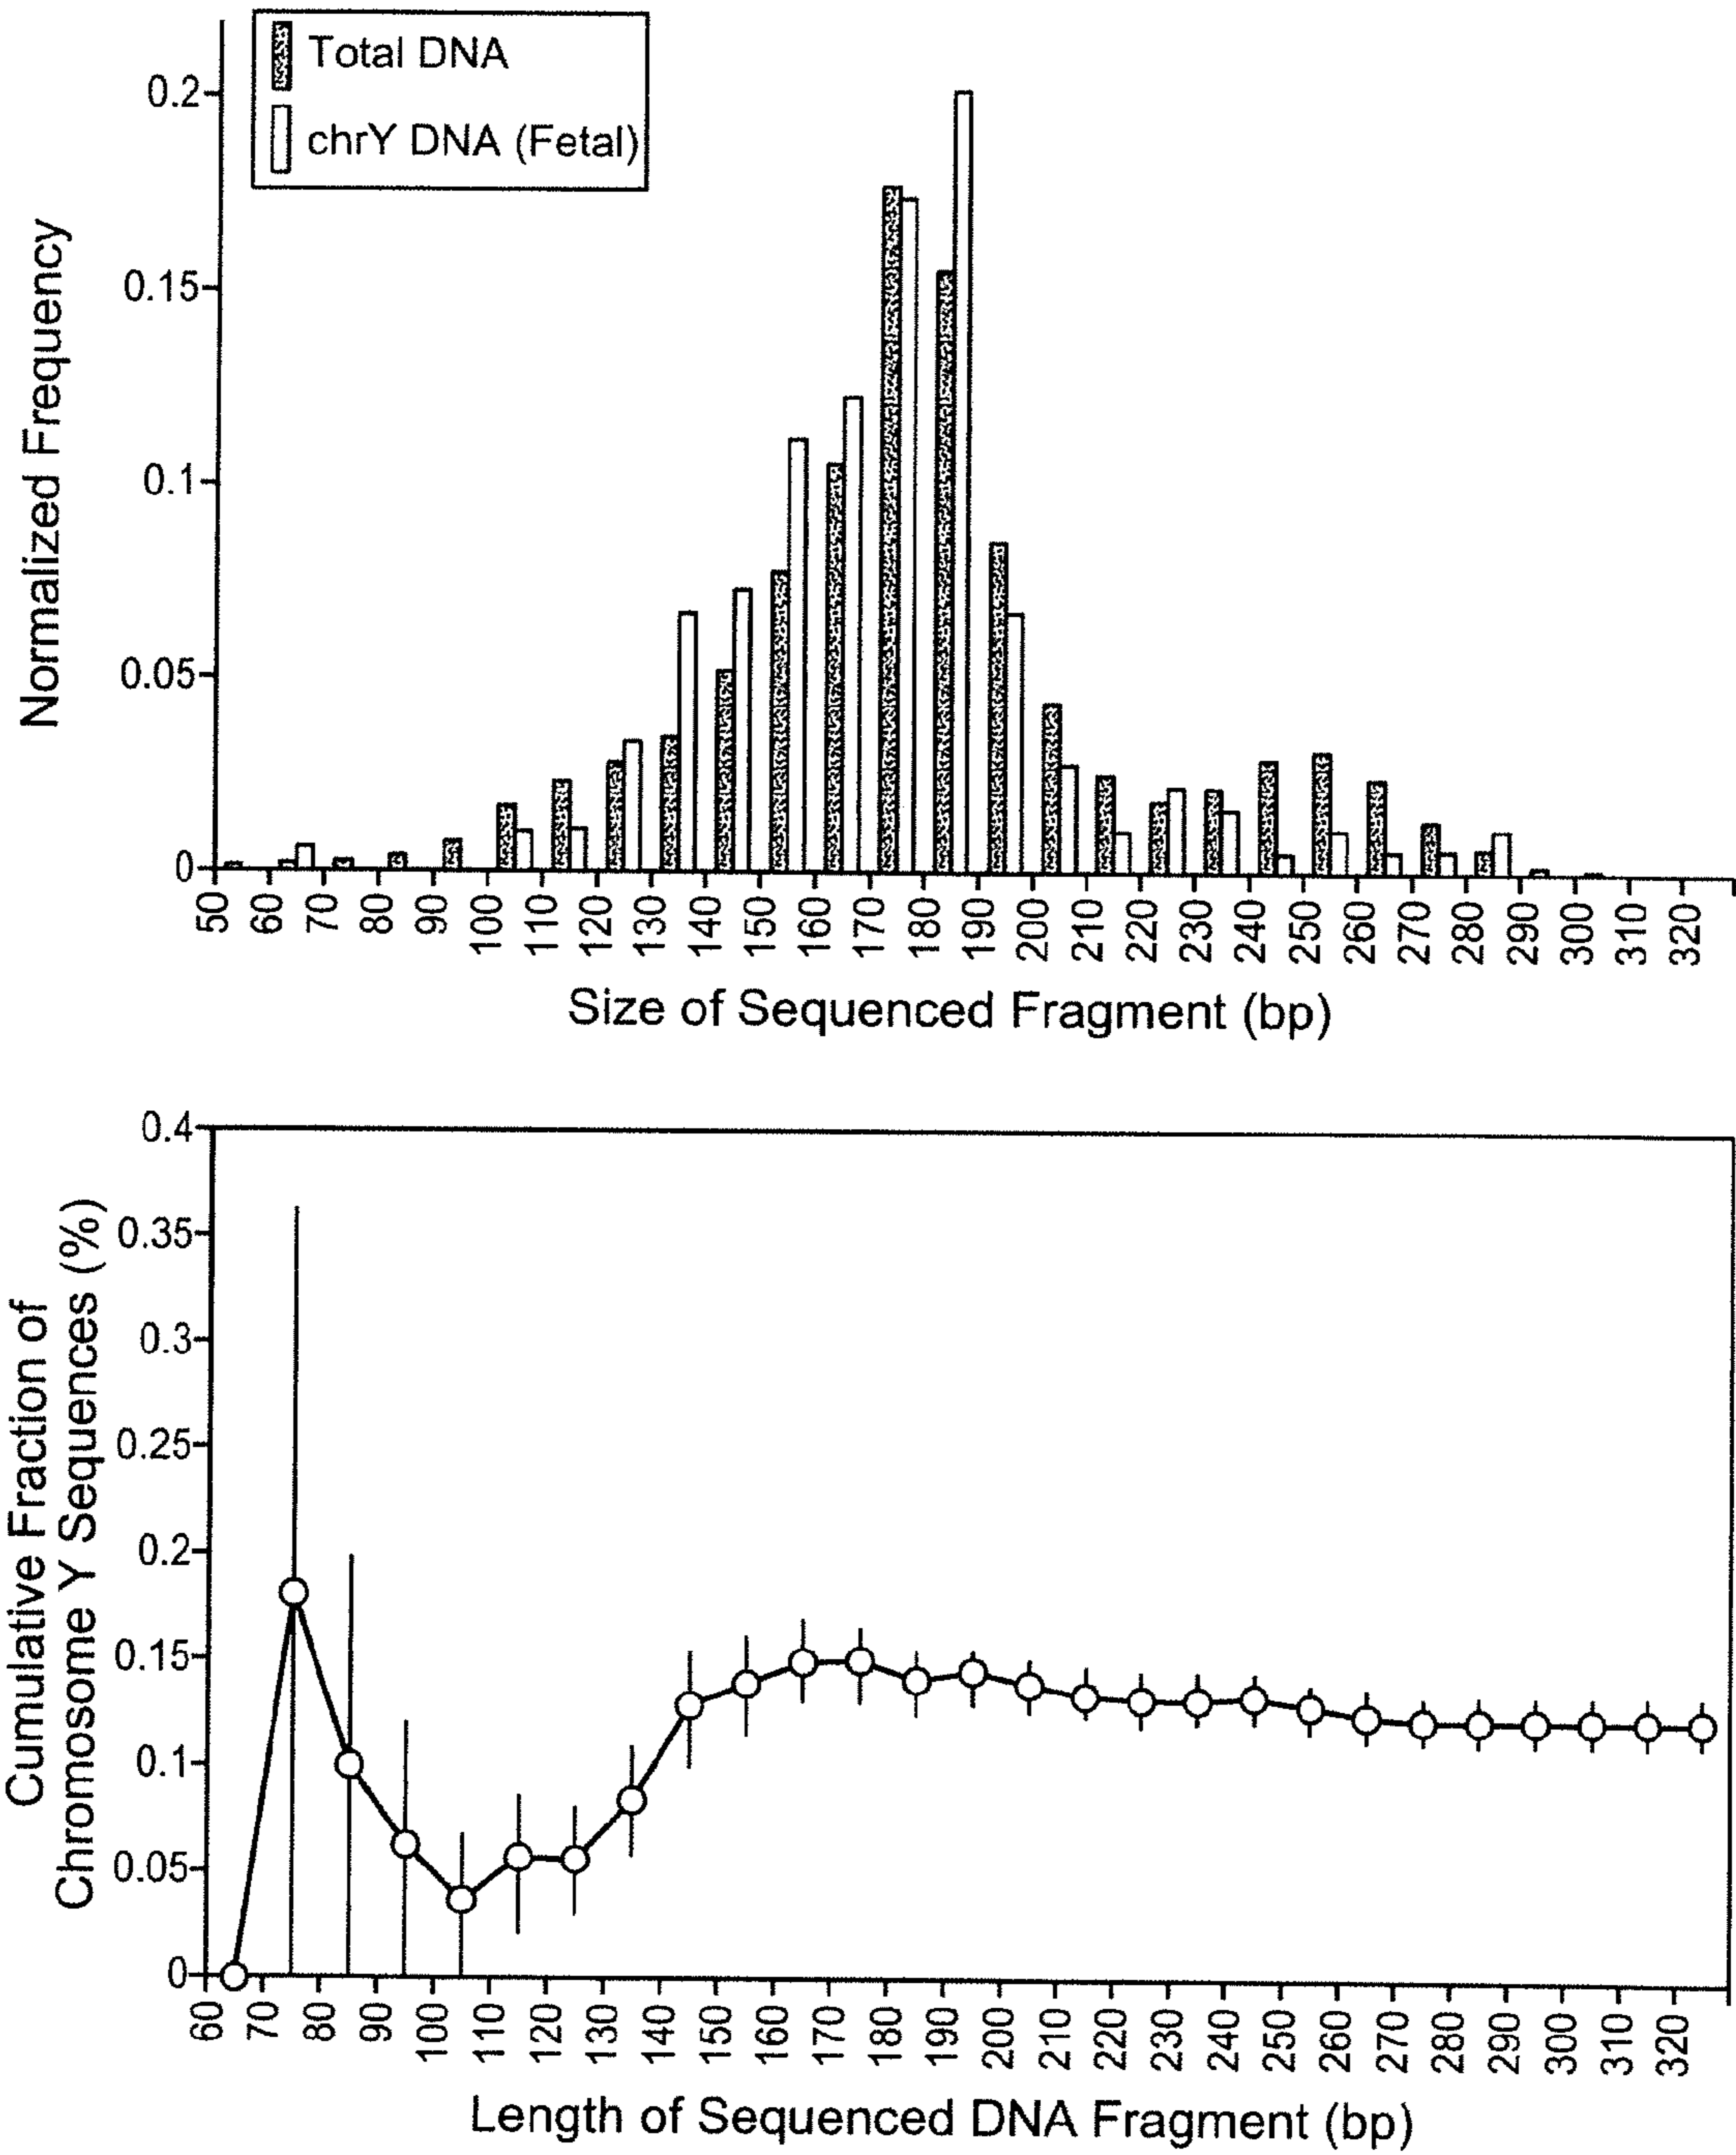 Total DNA
chrY DNA (Fetal)
Normalized Frequency
0.2
0.15
0.1
0.05
0
50 60 70 80 90 100 110 120 130 140 150 160 170 180 190 200 210 220 230 240 250 260 270 280 290 300 310 320
Size of Sequenced Fragment (bp)
Cumulative Fraction of
Chromosome Y Sequences (%)
0.4
0.35
0.3
0.25
0.2
0.15
0.1
0.05
0
60 70 80 90 100 110 120 130 140 150 160 170 180 190 200 210 220 230 240 250 260 270 280 290 300 310 320
Length of Sequenced DNA Fragment (bp)